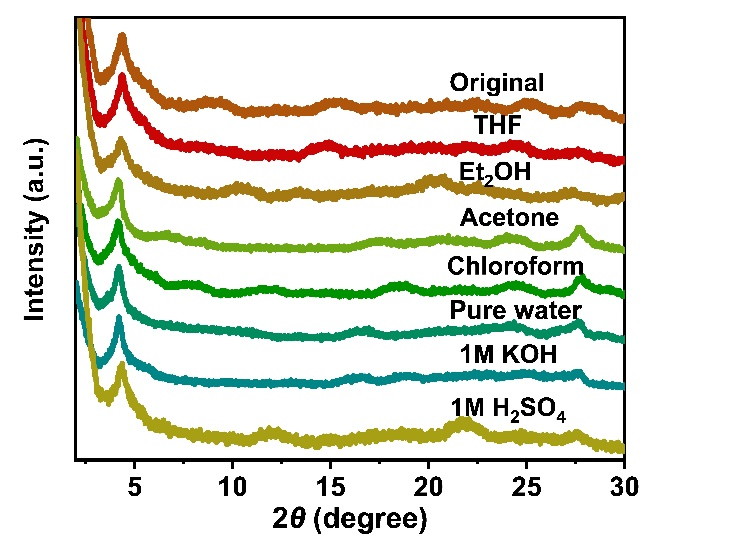 Original
THF
Et₂OH
Acetone
Chloroform
Pure water
1M KOH
1M H₂SO₄
Intensity (a.u.)
5 10 15 20 25 30
2θ (degree)